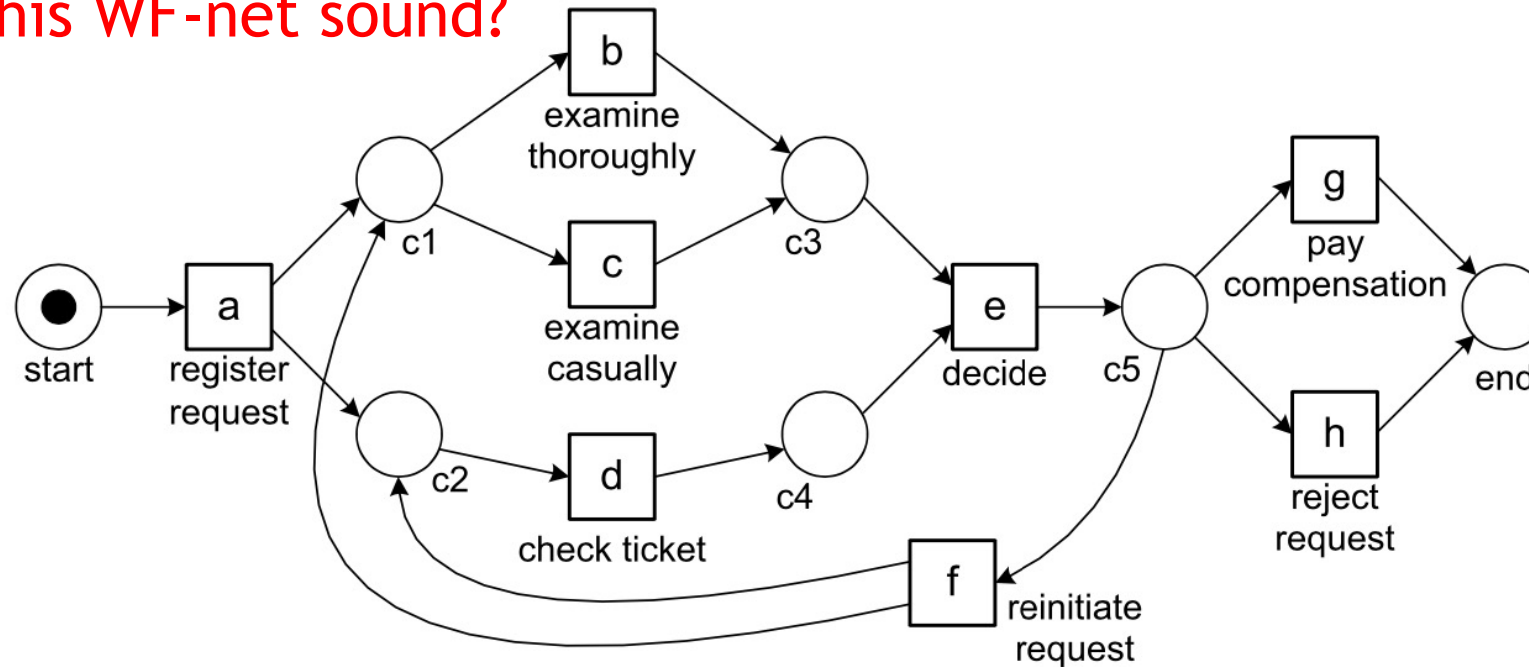 his WF-net sound?
b
examine
thoroughly
c1
c3
g
pay
compensation
c
examine
casually
start
a
register
request
e
decide
c5
end
c2
d
check ticket
c4
h
reject
request
f
reinitiate
request